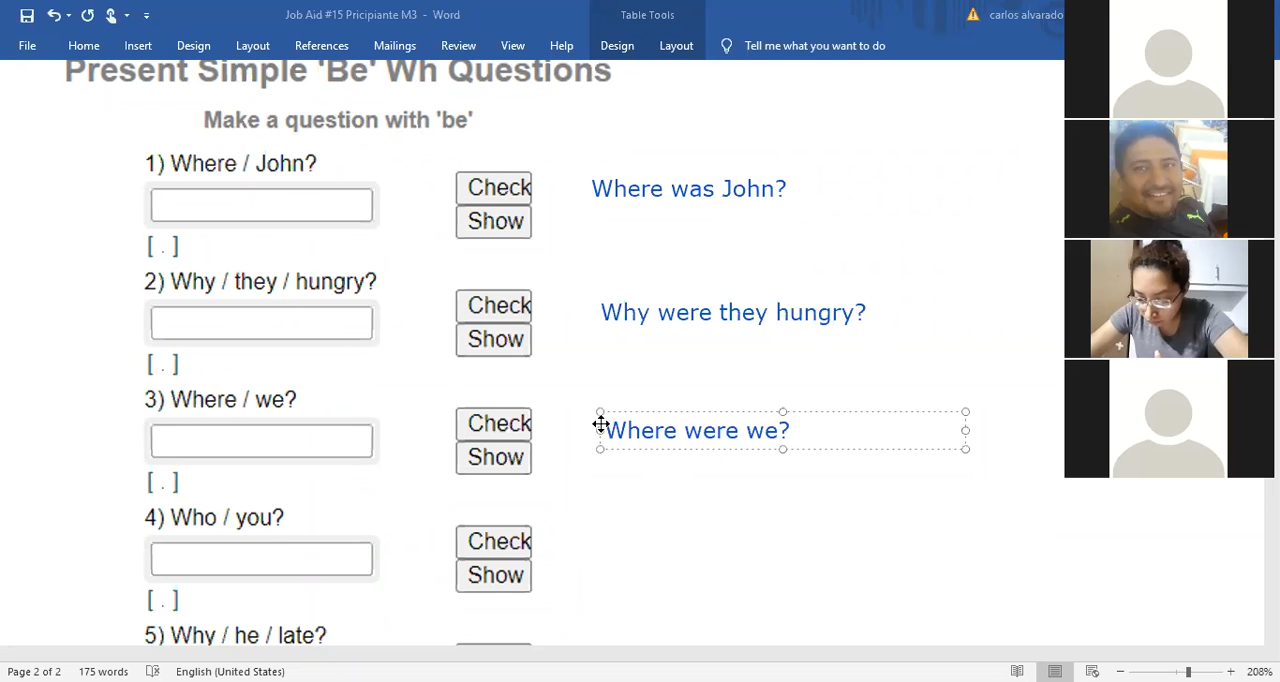 Job Aid #15 Pricipiante M3 - Word
Table Tools
carlos alvarado
File Home Insert Design Layout References Mailings Review View Help Design Layout Tell me what you want to do
Present Simple 'Be' Wh Questions
Make a question with 'be'
1) Where / John?
Check
Show
Where was John?
[ . ]
2) Why / they / hungry?
Check
Show
Why were they hungry?
[ . ]
3) Where / we?
Check
Show
Where were we?
[ . ]
4) Who / you?
Check
Show
[ . ]
5) Why / he / late?
Page 2 of 2 175 words English (United States) 208%